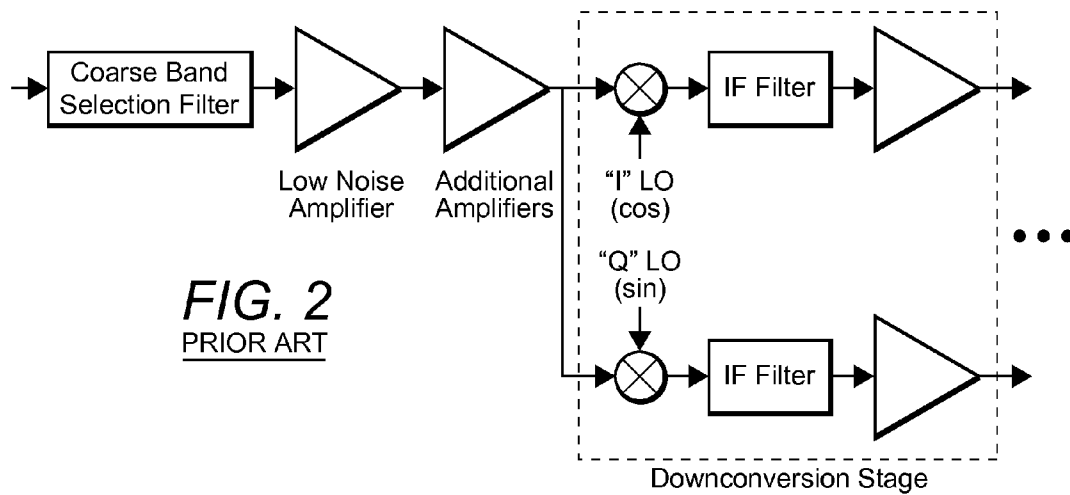 Coarse Band
Selection Filter
Low Noise
Amplifier
Additional
Amplifiers
“I” LO
(cos)
IF Filter
“Q” LO
(sin)
IF Filter
Downconversion Stage
FIG. 2
PRIOR ART